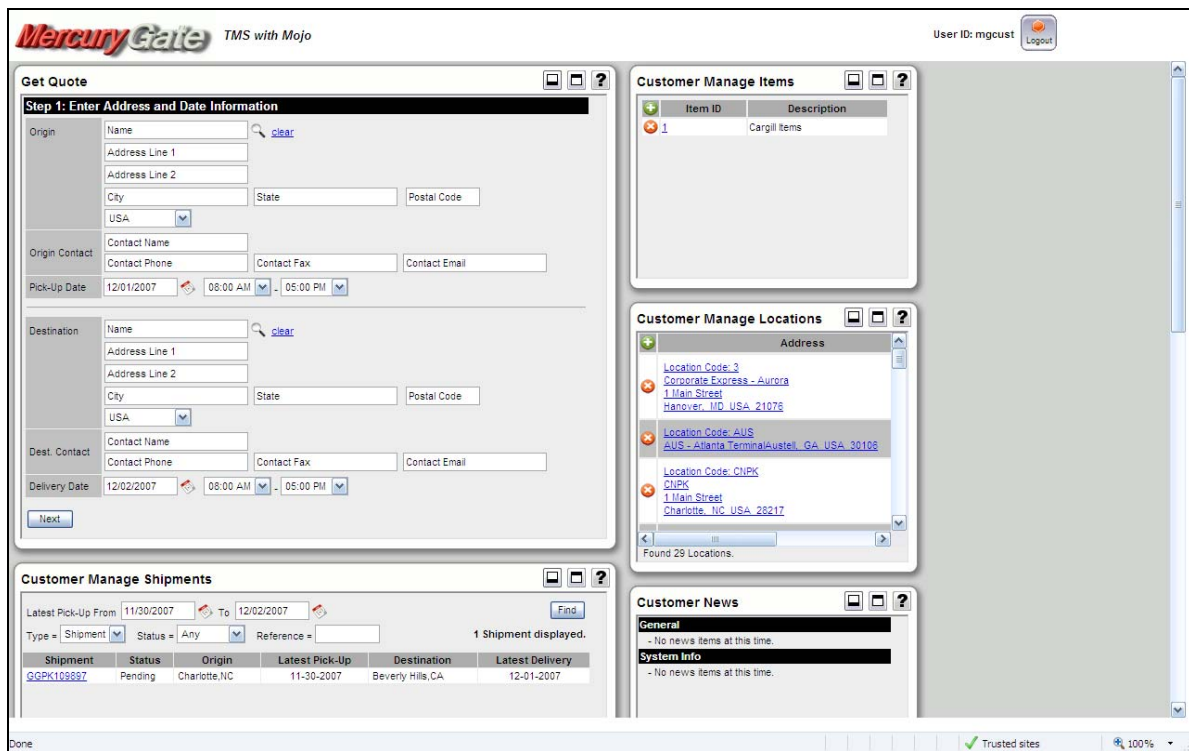 MercuryGate TMS with Mojo
User ID: mgcust
Logout
Get Quote
?
Step 1: Enter Address and Date Information
Origin
Name
clear
Address Line 1
Address Line 2
City State Postal Code
USA
Origin Contact
Contact Name
Contact Phone Contact Fax Contact Email
Pick-Up Date 12/01/2007 08:00 AM - 05:00 PM
Destination
Name
clear
Address Line 1
Address Line 2
City State Postal Code
USA
Dest. Contact
Contact Name
Contact Phone Contact Fax Contact Email
Delivery Date 12/02/2007 08:00 AM - 05:00 PM
Next
Customer Manage Shipments
?
Latest Pick-Up From 11/30/2007 To 12/02/2007 Find
Type = Shipment Status = Any Reference = 1 Shipment displayed.
Shipment Status Origin Latest Pick-Up Destination Latest Delivery
GGPK109897 Pending Charlotte,NC 11-30-2007 Beverly Hills,CA 12-01-2007
Customer Manage Items
?
Item ID Description
1 Cargill Items
Customer Manage Locations
?
Address
Location Code: 3
Corporate Express - Aurora
1 Main Street
Hanover, MD USA 21076
Location Code: AUS
AUS - Atlanta TerminalAustell, GA USA 30106
Location Code: CNPK
CNPK
1 Main Street
Charlotte, NC USA 28217
Found 29 Locations.
Customer News
?
General
- No news items at this time.
System Info
- No news items at this time.
Done
Trusted sites
100%